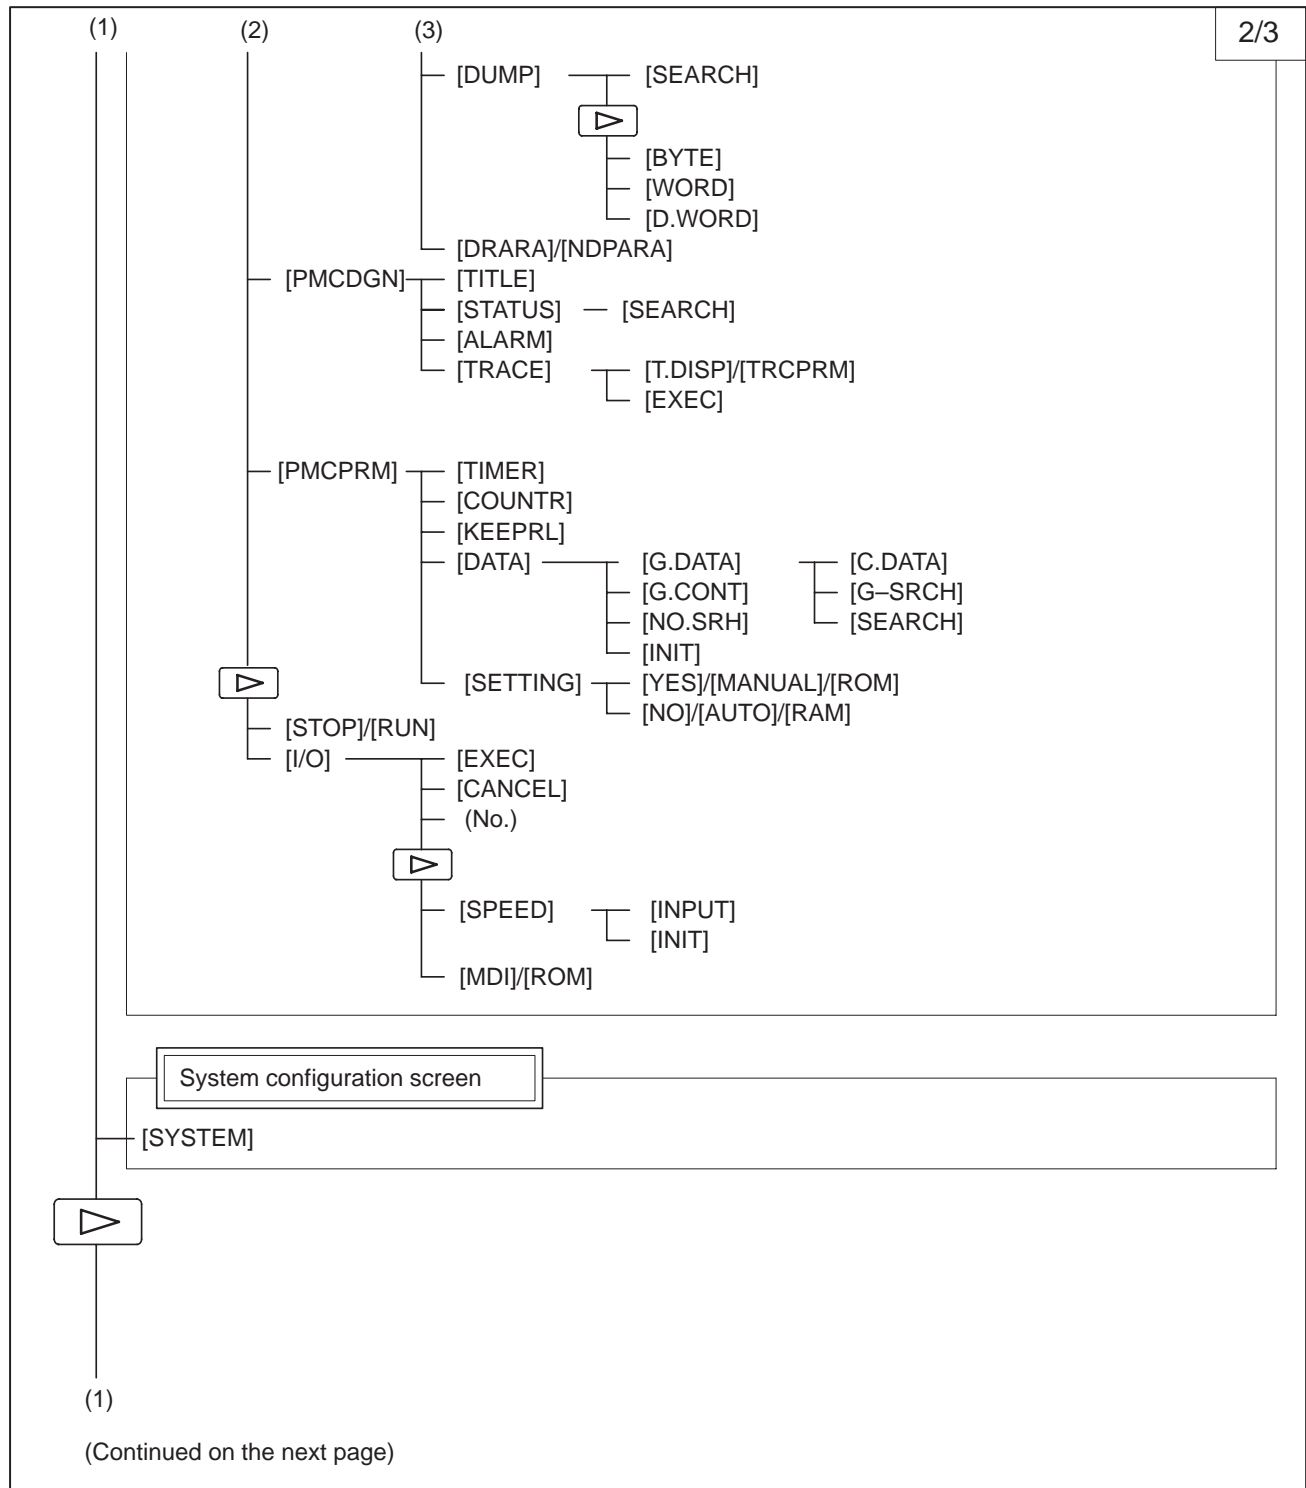 (1) (2) (3) 2/3
[DUMP] [SEARCH]
[BYTE]
[WORD]
[D.WORD]
[DRARA]/[NDPARA]
[PMCDGN] [TITLE]
[STATUS] [SEARCH]
[ALARM]
[TRACE] [T.DISP]/[TRCPRM]
[EXEC]
[PMCPRM] [TIMER]
[COUNTR]
[KEEPRL]
[DATA] [G.DATA] [C.DATA]
[G.CONT] [G–SRCH]
[NO.SRH] [SEARCH]
[INIT]
[SETTING] [YES]/[MANUAL]/[ROM]
[NO]/[AUTO]/[RAM]
[STOP]/[RUN]
[I/O] [EXEC]
[CANCEL]
(No.)
[SPEED] [INPUT]
[INIT]
[MDI]/[ROM]
System configuration screen
[SYSTEM]
(1)
(Continued on the next page)